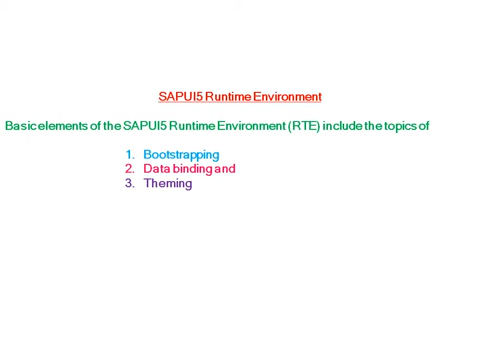 SAPUI5 Runtime Environment
Basic elements of the SAPUI5 Runtime Environment (RTE) include the topics of
1. Bootstrapping
2. Data binding and
3. Theming